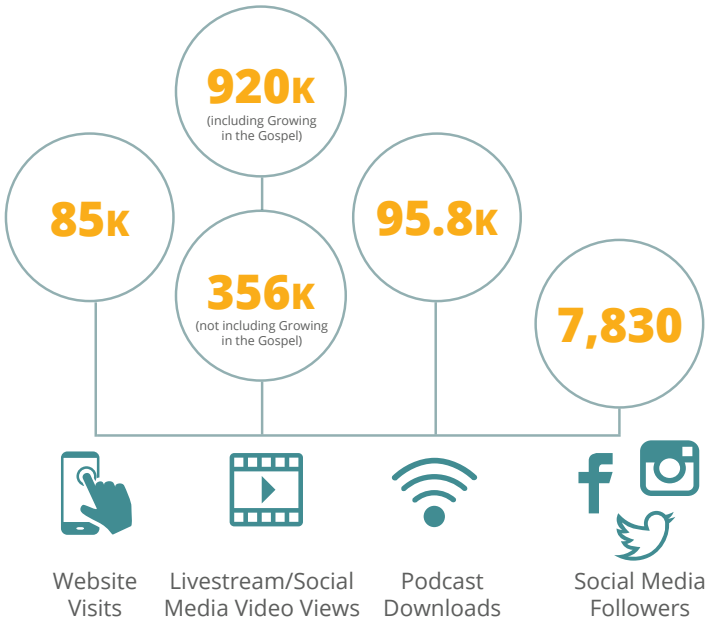 920K
(including Growing
in the Gospel)
85K
95.8K
356K
(not including Growing
in the Gospel)
7,830
Website
Visits
Livestream/Social
Media Video Views
Podcast
Downloads
Social Media
Followers